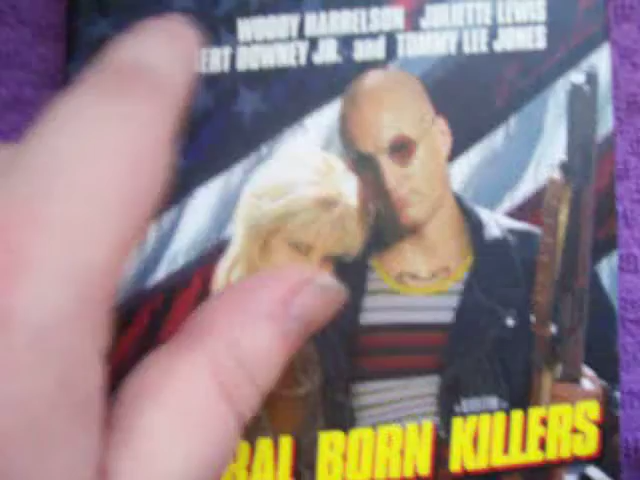 WOODY HARRELSON JULIETTE LEWIS
ERT DOWNEY JR. and TOMMY LEE JONES
RAL BORN KILLERS